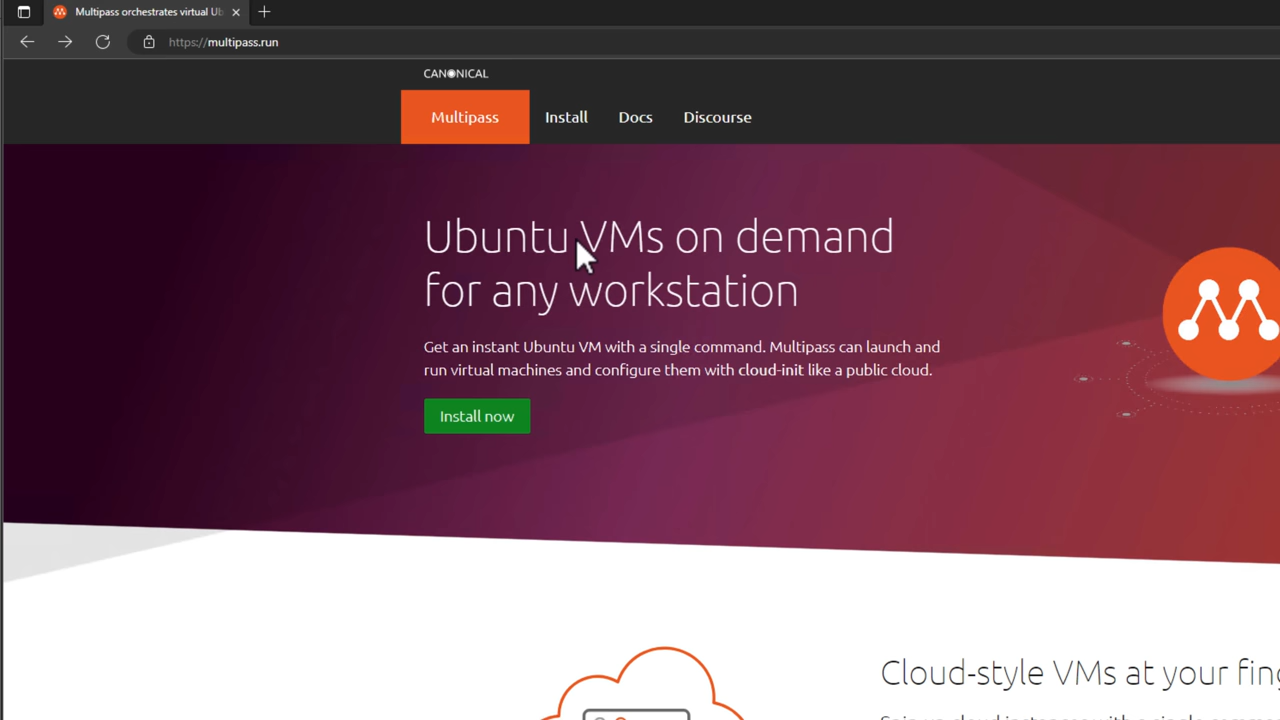 Multipass orchestrates virtual Ub
https://multipass.run
CANONICAL
Multipass
Install
Docs
Discourse
Ubuntu VMs on demand
for any workstation
Get an instant Ubuntu VM with a single command. Multipass can launch and
run virtual machines and configure them with cloud-init like a public cloud.
Install now
Cloud-style VMs at your fing